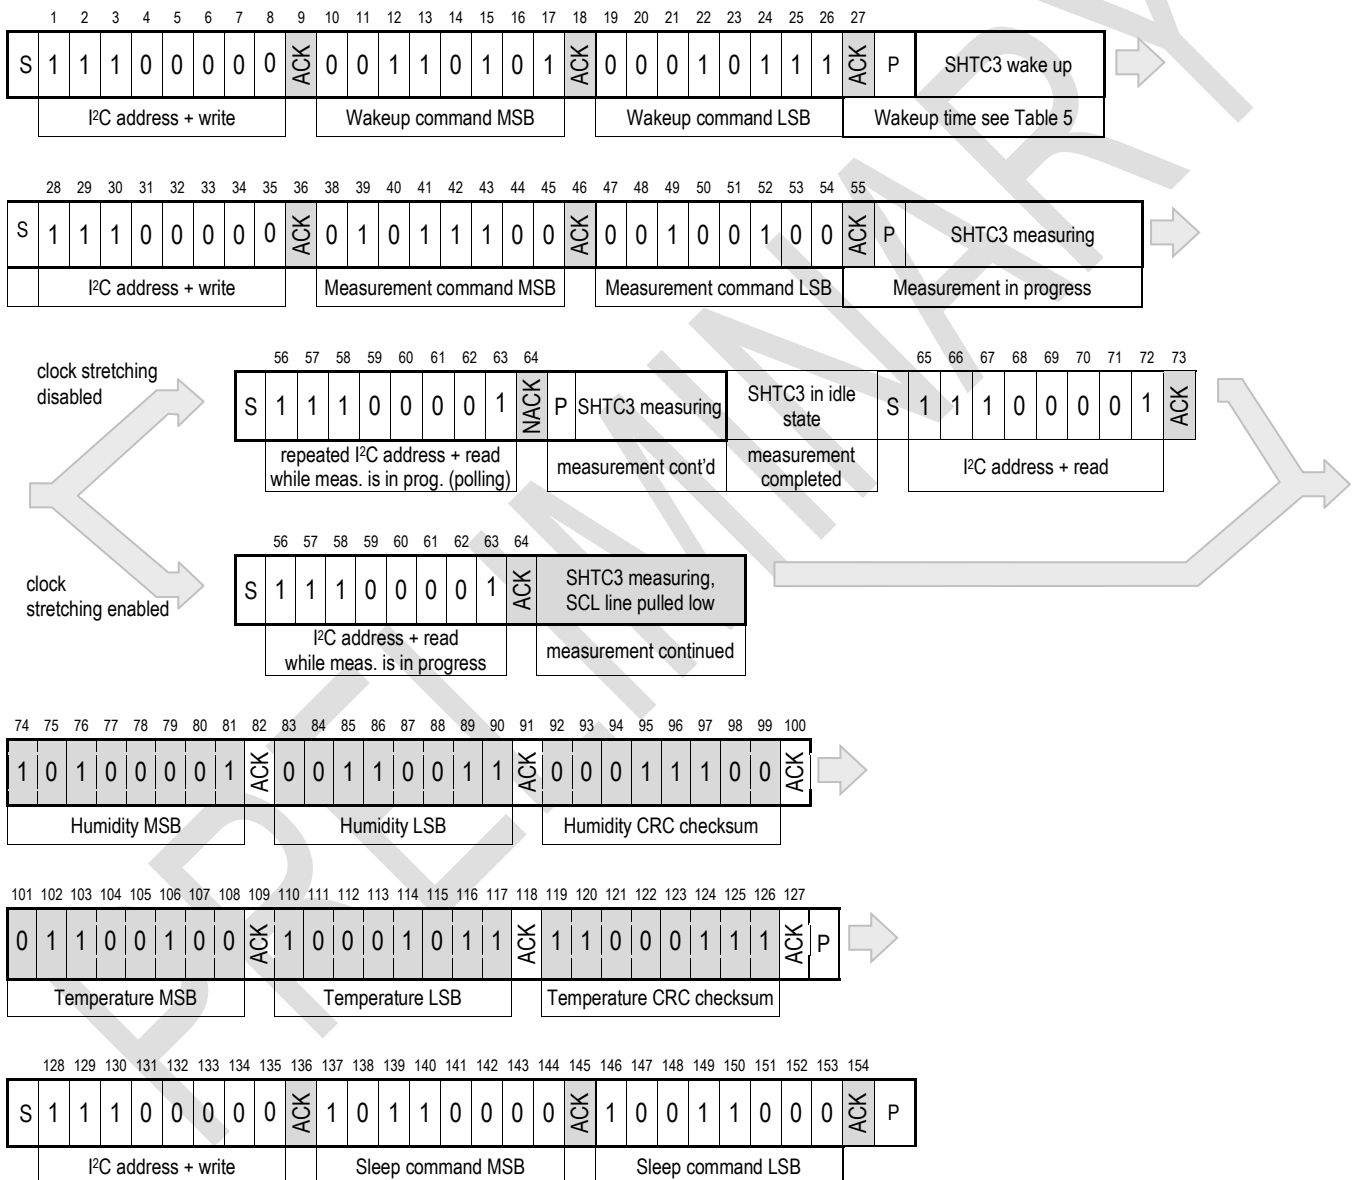 1 2 3 4 5 6 7 8 9 10 11 12 13 14 15 16 17 18 19 20 21 22 23 24 25 26 27
S 1 1 1 0 0 0 0 0 ACK 0 0 1 1 0 1 0 1 ACK 0 0 0 1 0 1 1 1 ACK P SHTC3 wake up
I²C address + write Wakeup command MSB Wakeup command LSB Wakeup time see Table 5
28 29 30 31 32 33 34 35 36 38 39 40 41 42 43 44 45 46 47 48 49 50 51 52 53 54 55
S 1 1 1 0 0 0 0 0 ACK 0 1 0 1 1 1 0 0 ACK 0 0 1 0 0 1 0 0 ACK P SHTC3 measuring
I²C address + write Measurement command MSB Measurement command LSB Measurement in progress
clock stretching
disabled
56 57 58 59 60 61 62 63 64 65 66 67 68 69 70 71 72 73
S 1 1 1 0 0 0 0 1 NACK P SHTC3 measuring SHTC3 in idle
state S 1 1 1 0 0 0 0 1 ACK
repeated I²C address + read
while meas. is in prog. (polling) measurement cont'd measurement
completed I²C address + read
56 57 58 59 60 61 62 63 64
clock
stretching enabled
S 1 1 1 0 0 0 0 1 ACK SHTC3 measuring,
SCL line pulled low
I²C address + read
while meas. is in progress measurement continued
74 75 76 77 78 79 80 81 82 83 84 85 86 87 88 89 90 91 92 93 94 95 96 97 98 99 100
1 0 1 0 0 0 0 1 ACK 0 0 1 1 0 0 1 1 ACK 0 0 0 1 1 1 0 0 ACK
Humidity MSB Humidity LSB Humidity CRC checksum
101 102 103 104 105 106 107 108 109 110 111 112 113 114 115 116 117 118 119 120 121 122 123 124 125 126 127
0 1 1 0 0 1 0 0 ACK 1 0 0 0 1 0 1 1 ACK 1 1 0 0 0 1 1 1 ACK P
Temperature MSB Temperature LSB Temperature CRC checksum
128 129 130 131 132 133 134 135 136 137 138 139 140 141 142 143 144 145 146 147 148 149 150 151 152 153 154
S 1 1 1 0 0 0 0 0 ACK 1 0 1 1 0 0 0 0 ACK 1 0 0 1 1 0 0 0 ACK P
I²C address + write Sleep command MSB Sleep command LSB
PRELIMINARY